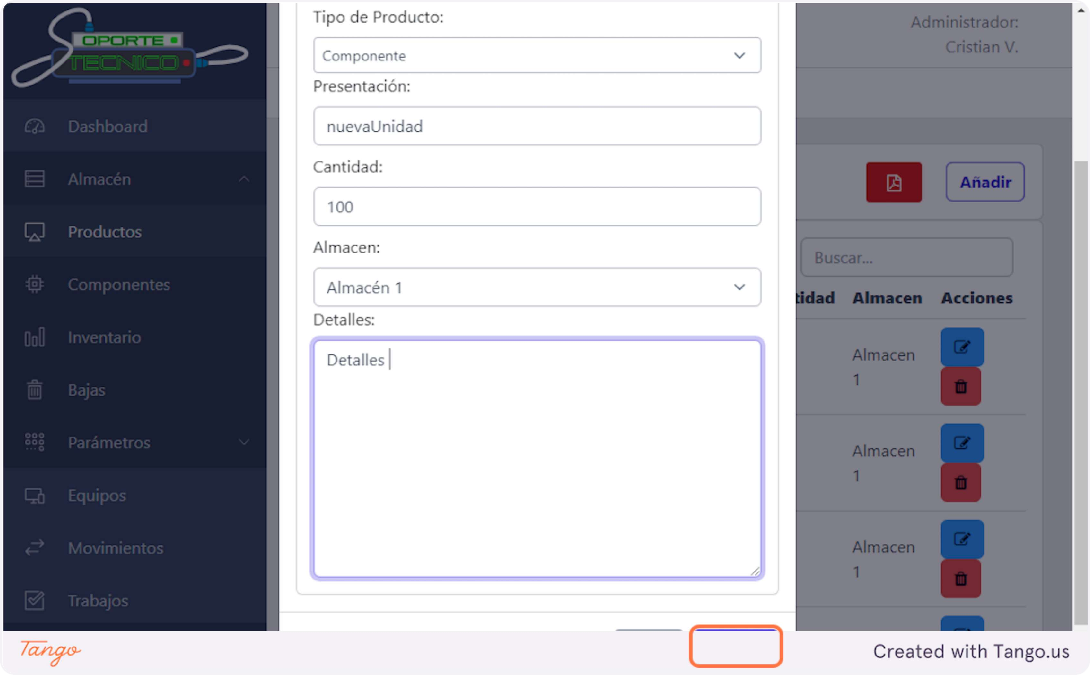 SOPORTE
TECNICO
Dashboard
Almacén
Productos
Componentes
Inventario
Bajas
Parámetros
Equipos
Movimientos
Trabajos
Tipo de Producto:
Componente
Presentación:
nuevaUnidad
Cantidad:
100
Almacen:
Almacén 1
Detalles:
Detalles
Administrador:
Cristian V.
Añadir
Buscar...
tidad Almacen Acciones
Almacen
1
Almacen
1
Almacen
1
Tango
Created with Tango.us